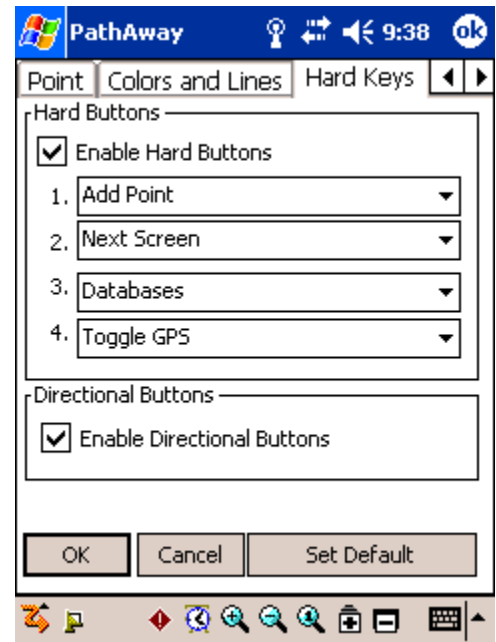 PathAway 9:38 ok
Point Colors and Lines Hard Keys
Hard Buttons
Enable Hard Buttons
1. Add Point
2. Next Screen
3. Databases
4. Toggle GPS
Directional Buttons
Enable Directional Buttons
OK Cancel Set Default